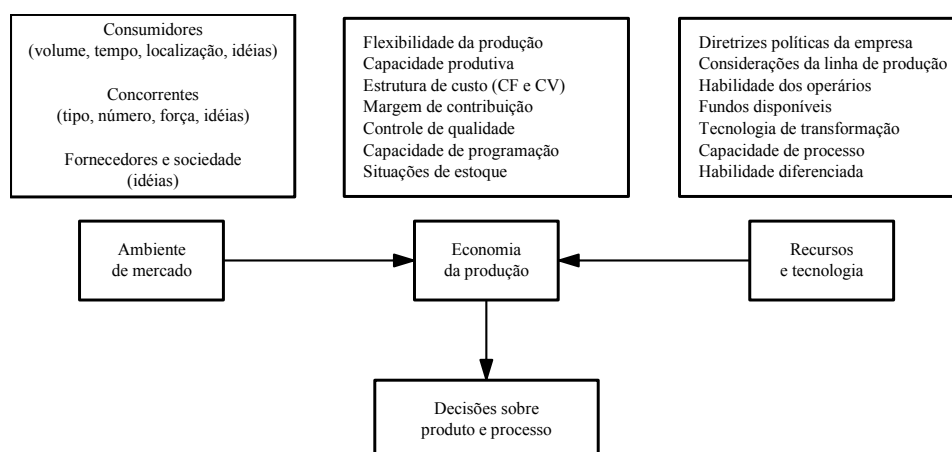 Consumidores
(volume, tempo, localização, idéias)
Concorrentes
(tipo, número, força, idéias)
Fornecedores e sociedade
(idéias)
Flexibilidade da produção
Capacidade produtiva
Estrutura de custo (CF e CV)
Margem de contribuição
Controle de qualidade
Capacidade de programação
Situações de estoque
Diretrizes políticas da empresa
Considerações da linha de produção
Habilidade dos operários
Fundos disponíveis
Tecnologia de transformação
Capacidade de processo
Habilidade diferenciada
Ambiente
de mercado
Economia
da produção
Recursos
e tecnologia
Decisões sobre
produto e processo